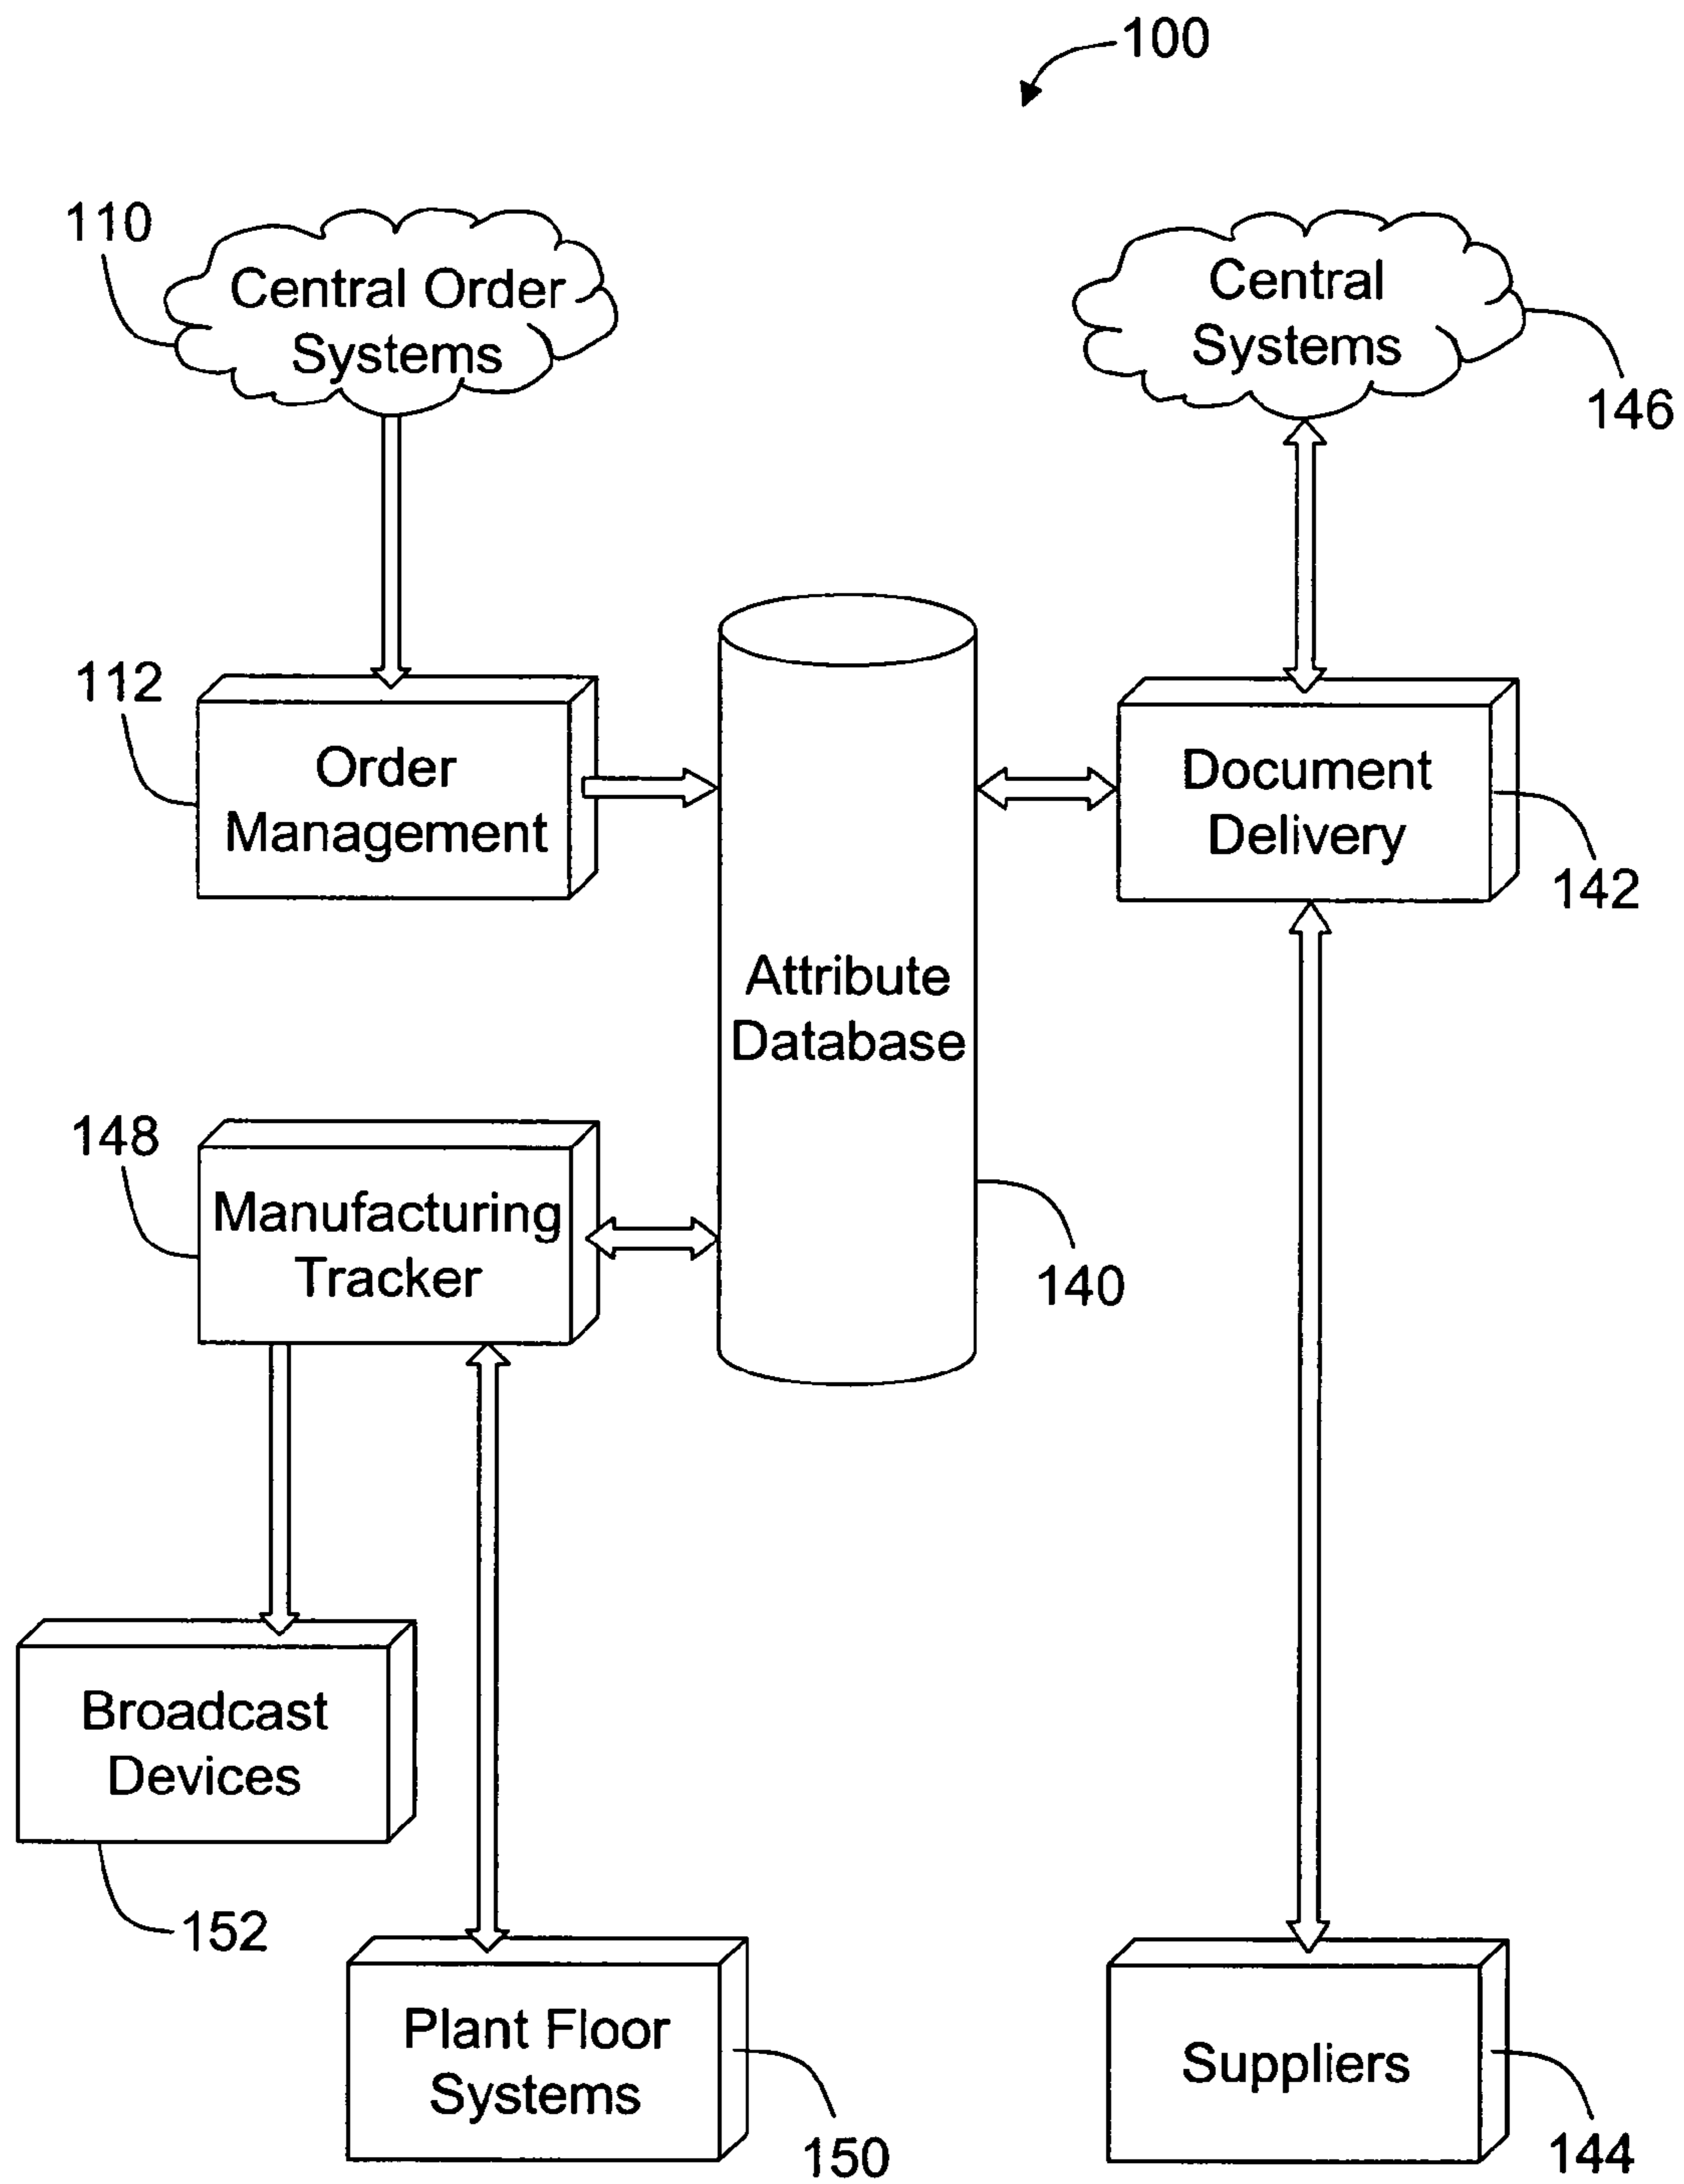 100
110
Central Order
Systems
Central
Systems
146
112
Order
Management
Document
Delivery
142
Attribute
Database
148
Manufacturing
Tracker
140
Broadcast
Devices
152
Plant Floor
Systems
150
Suppliers
144